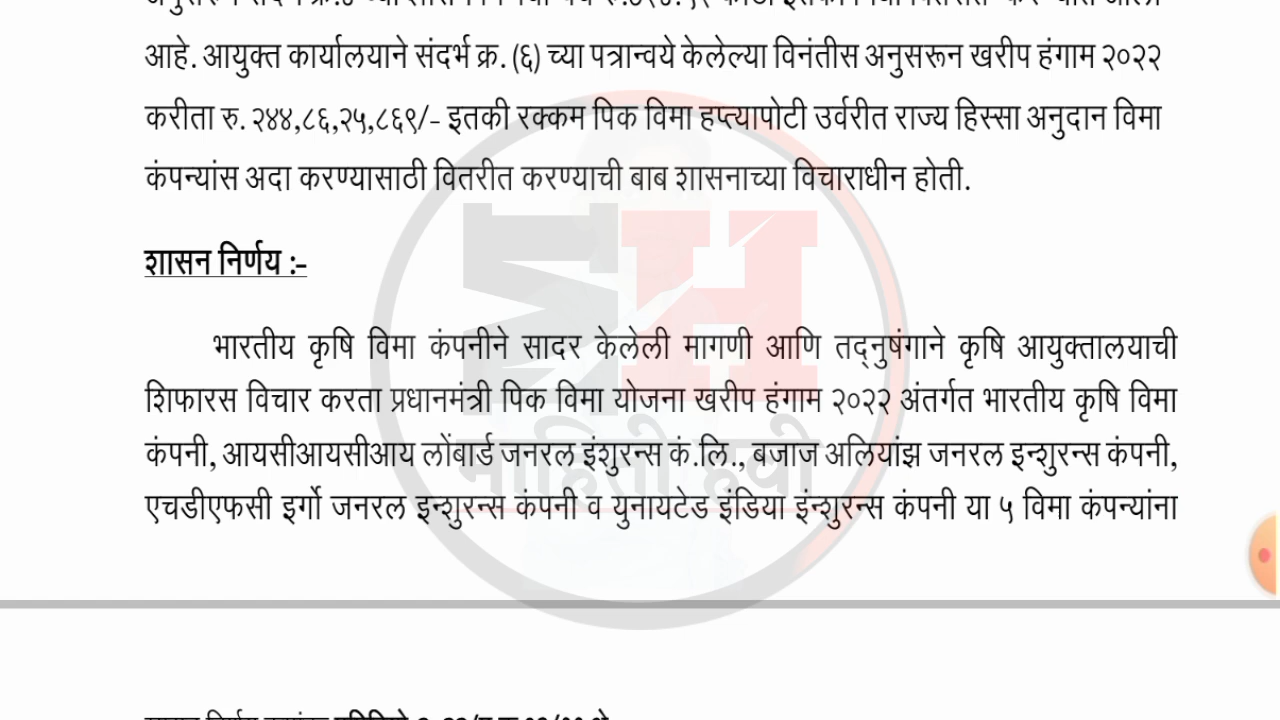 आहे. आयुक्त कार्यालयाने संदर्भ क्र. (६) च्या पत्रान्वये केलेल्या विनंतीस अनुसरून खरीप हंगाम २०२२
करीता रु. २४४,८६,२५,८६९/- इतकी रक्कम पिक विमा हप्त्यापोटी उर्वरीत राज्य हिस्सा अनुदान विमा
कंपन्यांस अदा करण्यासाठी वितरीत करण्याची बाब शासनाच्या विचाराधीन होती.
शासन निर्णय :-
भारतीय कृषि विमा कंपनीने सादर केलेली मागणी आणि तद्नुषंगाने कृषि आयुक्तालयाची
शिफारस विचार करता प्रधानमंत्री पिक विमा योजना खरीप हंगाम २०२२ अंतर्गत भारतीय कृषि विमा
कंपनी, आयसीआयसीआय लोंबार्ड जनरल इंशुरन्स कं.लि., बजाज अलियांझ जनरल इन्शुरन्स कंपनी,
एचडीएफसी इर्गो जनरल इन्शुरन्स कंपनी व युनायटेड इंडिया इंन्शुरन्स कंपनी या ५ विमा कंपन्यांना
MH
माहिती हवी